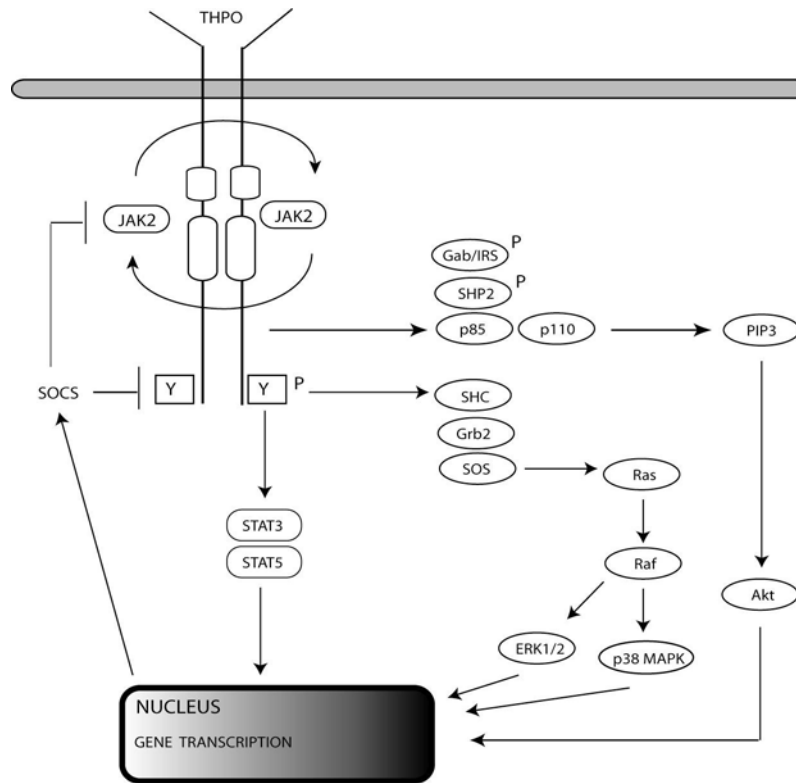 THPO
JAK2
JAK2
Gab/IRS
P
SHP2
P
p85
p110
PIP3
SOCS
Y
Y
P
SHC
Grb2
SOS
Ras
STAT3
STAT5
Raf
Akt
ERK1/2
p38 MAPK
NUCLEUS
GENE TRANSCRIPTION